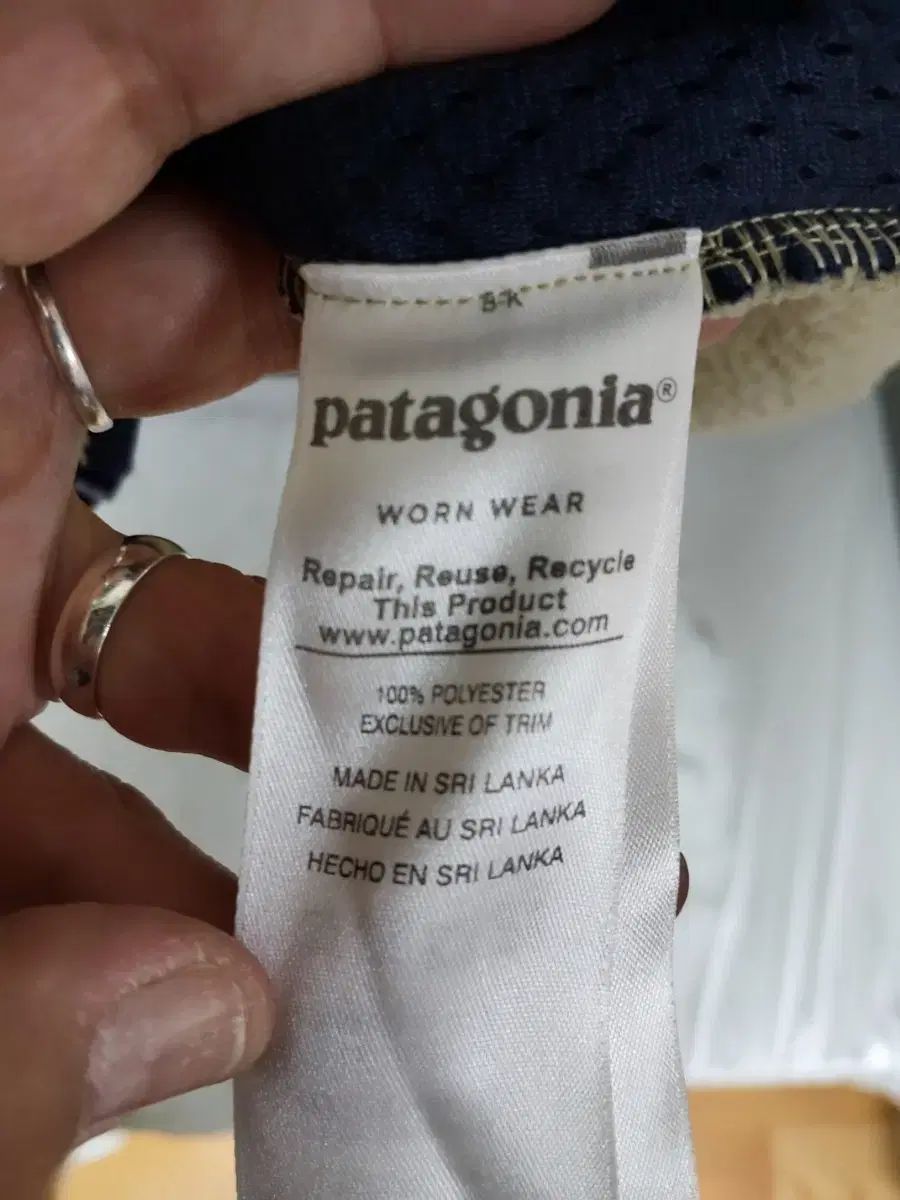 patagonia®
WORN WEAR
Repair, Reuse, Recycle
This Product
www.patagonia.com
100% POLYESTER
EXCLUSIVE OF TRIM
MADE IN SRI LANKA
FABRIQUÉ AU SRI LANKA
HECHO EN SRI LANKA